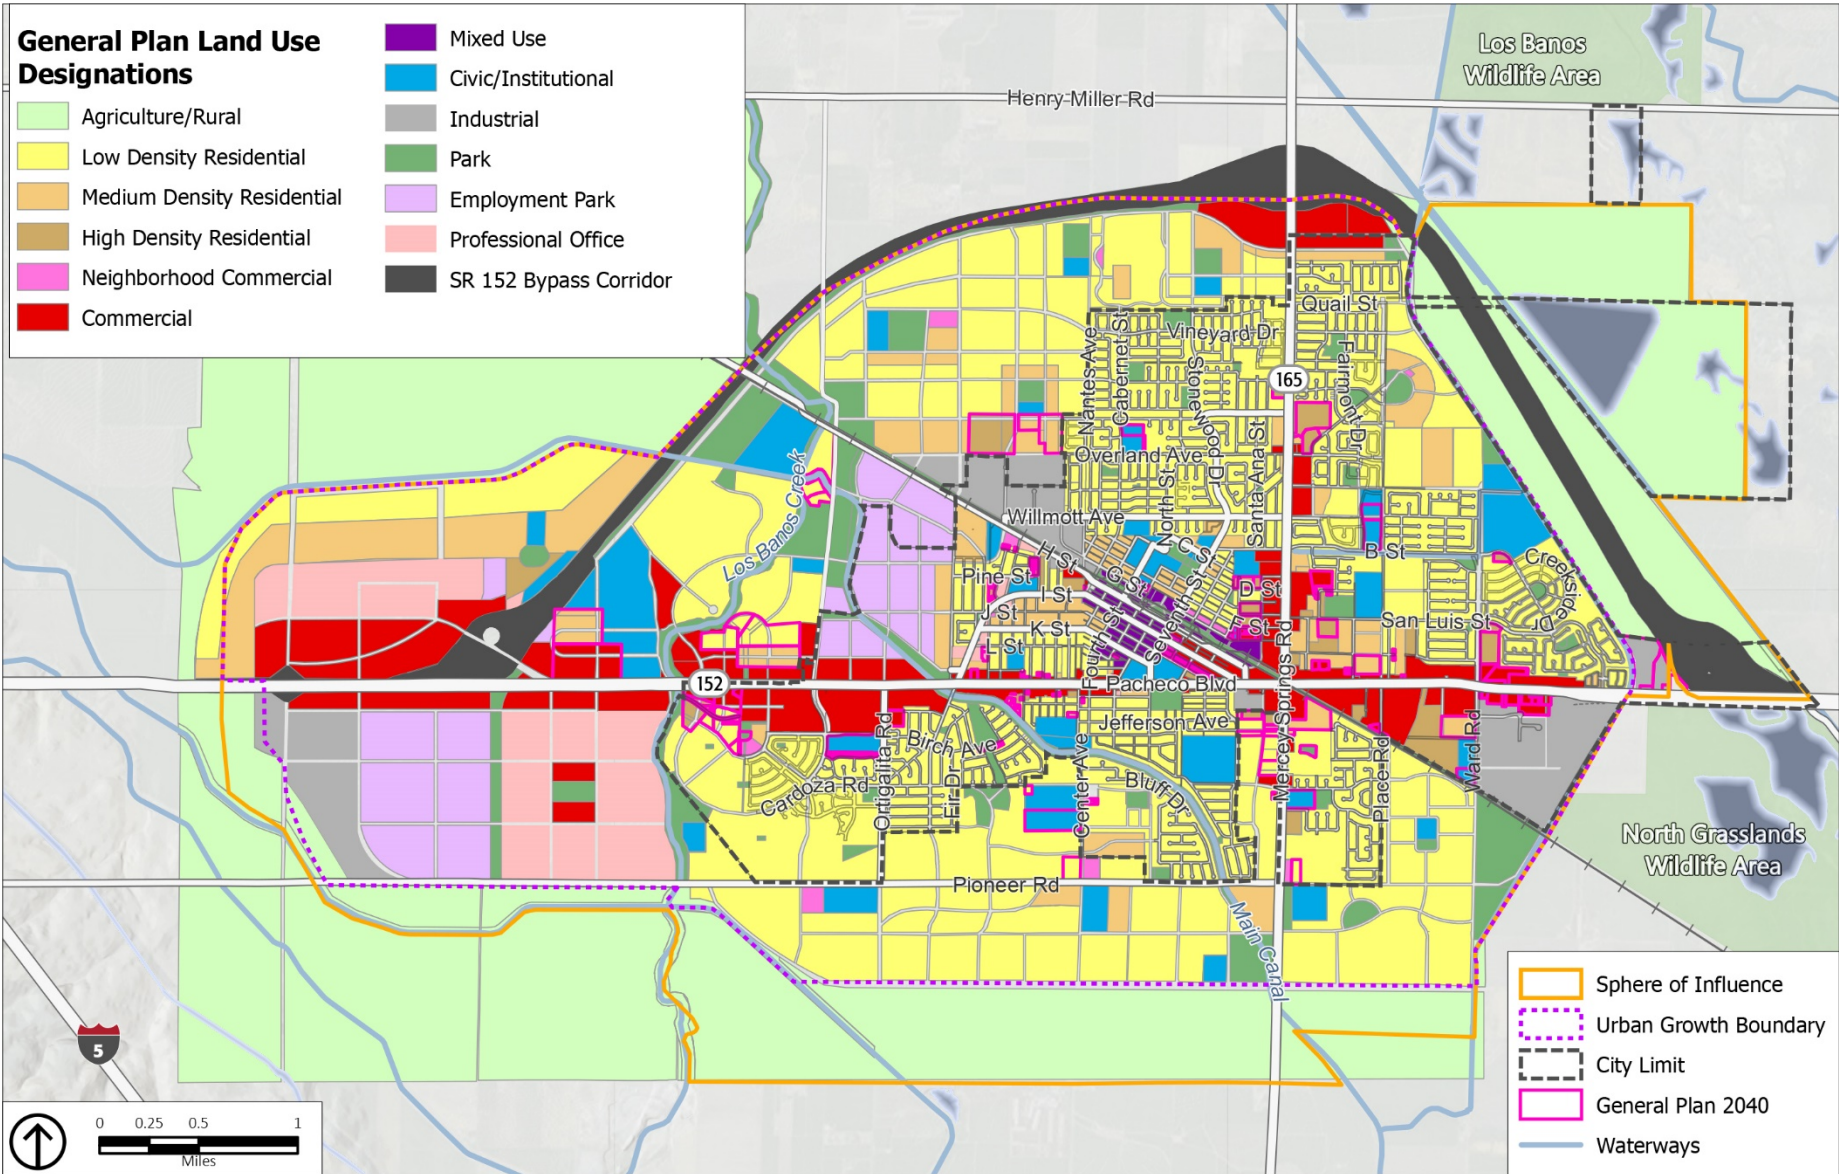 General Plan Land Use
Designations
Agriculture/Rural
Low Density Residential
Medium Density Residential
High Density Residential
Neighborhood Commercial
Commercial
Mixed Use
Civic/Institutional
Industrial
Park
Employment Park
Professional Office
SR 152 Bypass Corridor
Los Banos
Wildlife Area
Henry Miller Rd
Quail St
Vineyard Dr
Nantes Ave
Cabernet St
Stonewood Dr
Fairmont Dr
165
Overland Ave
Santa Ana St
North St
Los Banos Creek
Willmott Ave
H St
G St
C St
B St
Creekside Dr
Pine St
I St
D St
J St
K St
F St
San Luis St
L St
Fourth St
Seventh St
Mercey Springs Rd
152
Pacheco Blvd
Jefferson Ave
Birch Ave
Ortigalita Rd
Cardoza Rd
Fir Dr
Center Ave
Bluff Dr
Place Rd
Ward Rd
Pioneer Rd
Main Canal
North Grasslands
Wildlife Area
5
0 0.25 0.5 1
Miles
Sphere of Influence
Urban Growth Boundary
City Limit
General Plan 2040
Waterways